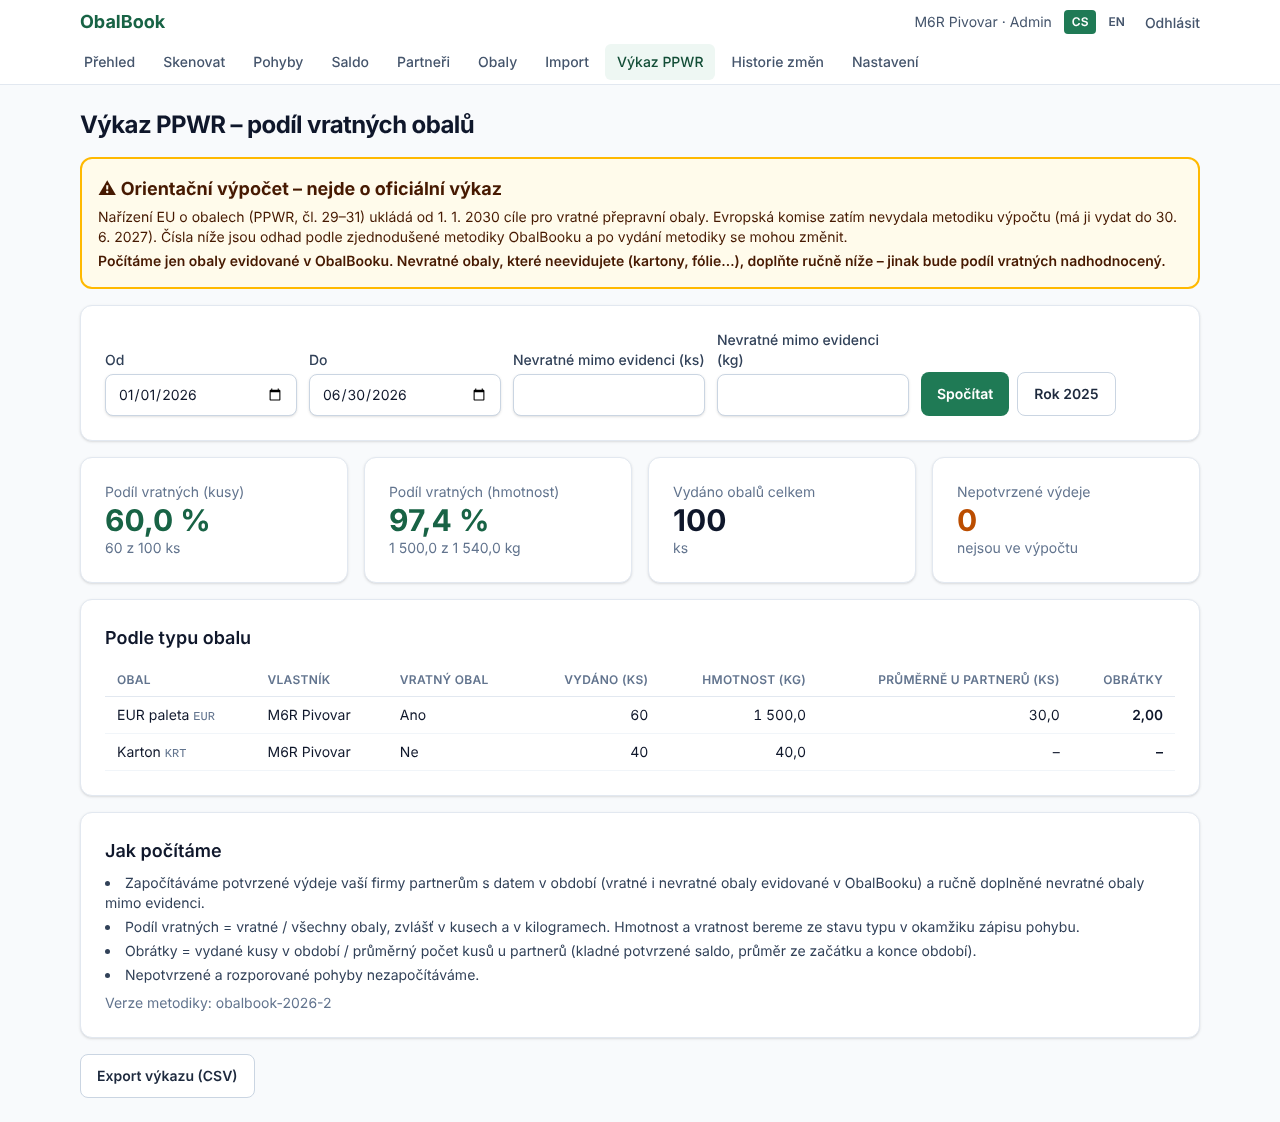 ObalBook
M6R Pivovar · Admin CS EN Odhlásit
Přehled Skenovat Pohyby Saldo Partneři Obaly Import Výkaz PPWR Historie změn Nastavení
Výkaz PPWR – podíl vratných obalů
⚠ Orientační výpočet – nejde o oficiální výkaz
Nařízení EU o obalech (PPWR, čl. 29–31) ukládá od 1. 1. 2030 cíle pro vratné přepravní obaly. Evropská komise zatím nevydala metodiku výpočtu (má ji vydat do 30.
6. 2027). Čísla níže jsou odhad podle zjednodušené metodiky ObalBooku a po vydání metodiky se mohou změnit.
Počítáme jen obaly evidované v ObalBooku. Nevratné obaly, které neevidujete (kartony, fólie…), doplňte ručně níže – jinak bude podíl vratných nadhodnocený.
Od Do Nevratné mimo evidenci (ks) Nevratné mimo evidenci
(kg)
01/01/2026 06/30/2026 Spočítat Rok 2025
Podíl vratných (kusy) Podíl vratných (hmotnost) Vydáno obalů celkem Nepotvrzené výdeje
60,0 % 97,4 % 100 0
60 z 100 ks 1 500,0 z 1 540,0 kg ks nejsou ve výpočtu
Podle typu obalu
OBAL VLASTNÍK VRATNÝ OBAL VYDÁNO (KS) HMOTNOST (KG) PRŮMĚRNĚ U PARTNERŮ (KS) OBRÁTKY
EUR paleta EUR M6R Pivovar Ano 60 1 500,0 30,0 2,00
Karton KRT M6R Pivovar Ne 40 40,0 – –
Jak počítáme
• Započítáváme potvrzené výdeje vaší firmy partnerům s datem v období (vratné i nevratné obaly evidované v ObalBooku) a ručně doplněné nevratné obaly
mimo evidenci.
• Podíl vratných = vratné / všechny obaly, zvlášť v kusech a v kilogramech. Hmotnost a vratnost bereme ze stavu typu v okamžiku zápisu pohybu.
• Obrátky = vydané kusy v období / průměrný počet kusů u partnerů (kladné potvrzené saldo, průměr ze začátku a konce období).
• Nepotvrzené a rozporované pohyby nezapočítáváme.
Verze metodiky: obalbook-2026-2
Export výkazu (CSV)